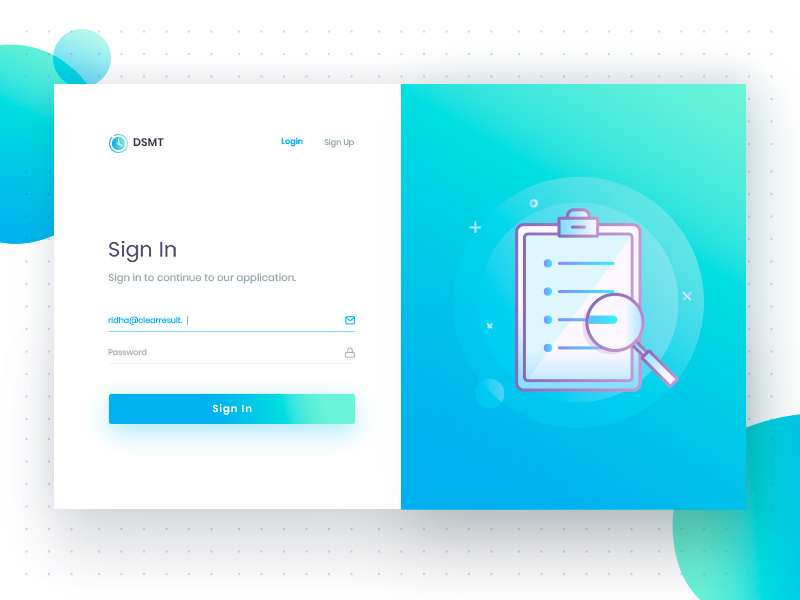 DSMT
Login
Sign Up
Sign In
Sign in to continue to our application.
ridha@clearresult.
Password
Sign In